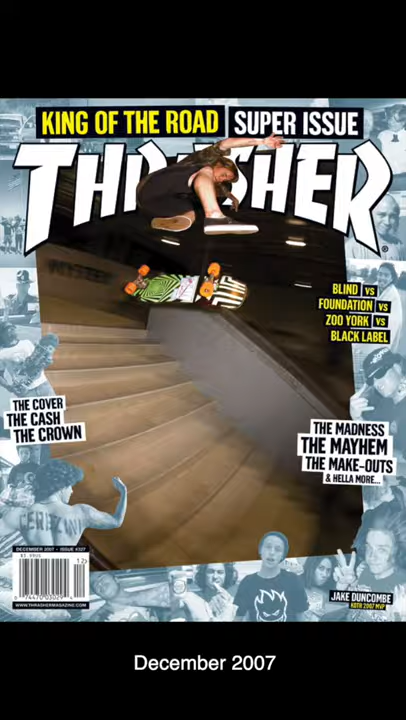 KING OF THE ROAD SUPER ISSUE
THRASHER
BLIND vs
FOUNDATION vs
ZOO YORK vs
BLACK LABEL
THE COVER
THE CASH
THE CROWN
THE MADNESS
THE MAYHEM
THE MAKE-OUTS
& HELLA MORE...
DECEMBER 2007 • ISSUE #327
WWW.THRASHERMAGAZINE.COM
JAKE DUNCOMBE
KOTR 2007 MVP
December 2007